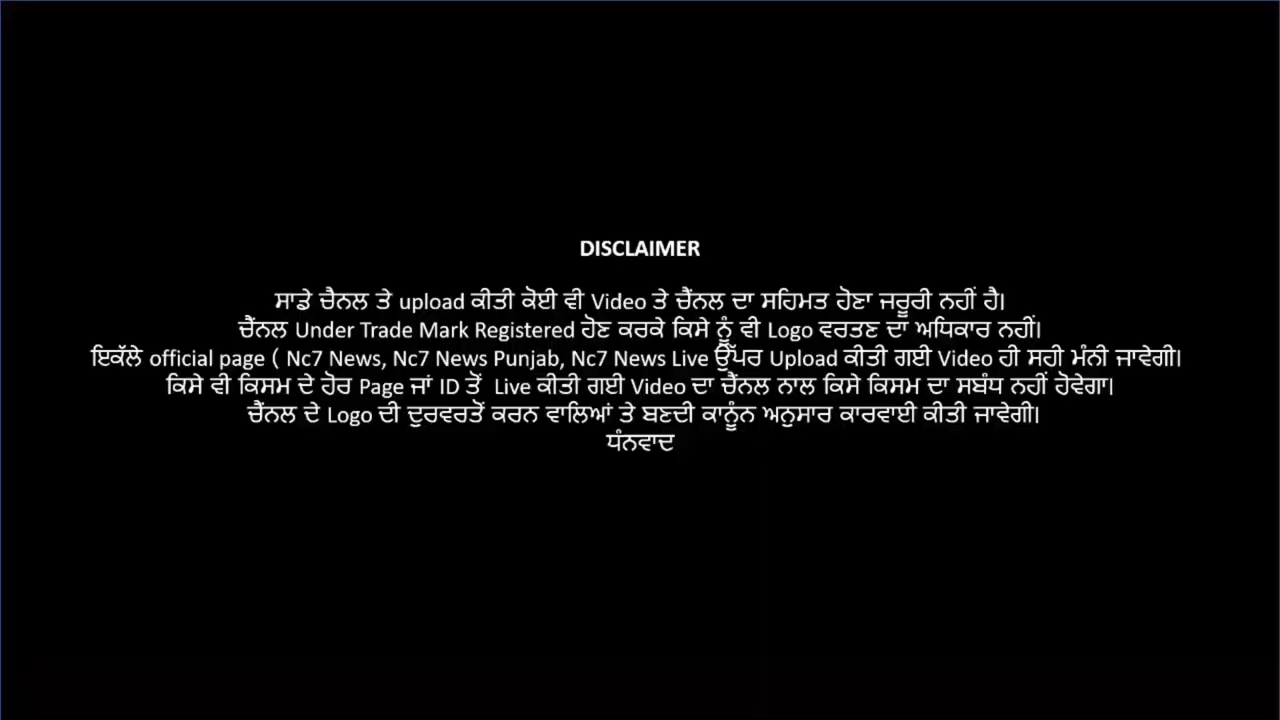 DISCLAIMER
ਸਾਡੇ ਚੈਨਲ ਤੇ upload ਕੀਤੀ ਕੋਈ ਵੀ Video ਤੇ ਚੈੰਨਲ ਦਾ ਸਹਿਮਤ ਹੋਣਾ ਜਰੂਰੀ ਨਹੀਂ ਹੈ।
ਚੈੰਨਲ Under Trade Mark Registered ਹੋਣ ਕਰਕੇ ਕਿਸੇ ਨੂੰ ਵੀ Logo ਵਰਤਣ ਦਾ ਅਧਿਕਾਰ ਨਹੀਂ।
ਇਕੱਲੇ official page ( Nc7 News, Nc7 News Punjab, Nc7 News Live ਉੱਪਰ Upload ਕੀਤੀ ਗਈ Video ਹੀ ਸਹੀ ਮੰਨੀ ਜਾਵੇਗੀ।
ਕਿਸੇ ਵੀ ਕਿਸਮ ਦੇ ਹੋਰ Page ਜਾਂ ID ਤੋਂ Live ਕੀਤੀ ਗਈ Video ਦਾ ਚੈੰਨਲ ਨਾਲ ਕਿਸੇ ਕਿਸਮ ਦਾ ਸਬੰਧ ਨਹੀਂ ਹੋਵੇਗਾ।
ਚੈੰਨਲ ਦੇ Logo ਦੀ ਦੁਰਵਰਤੋਂ ਕਰਨ ਵਾਲਿਆਂ ਤੇ ਬਣਦੀ ਕਾਨੂੰਨ ਅਨੁਸਾਰ ਕਾਰਵਾਈ ਕੀਤੀ ਜਾਵੇਗੀ।
ਧੰਨਵਾਦ